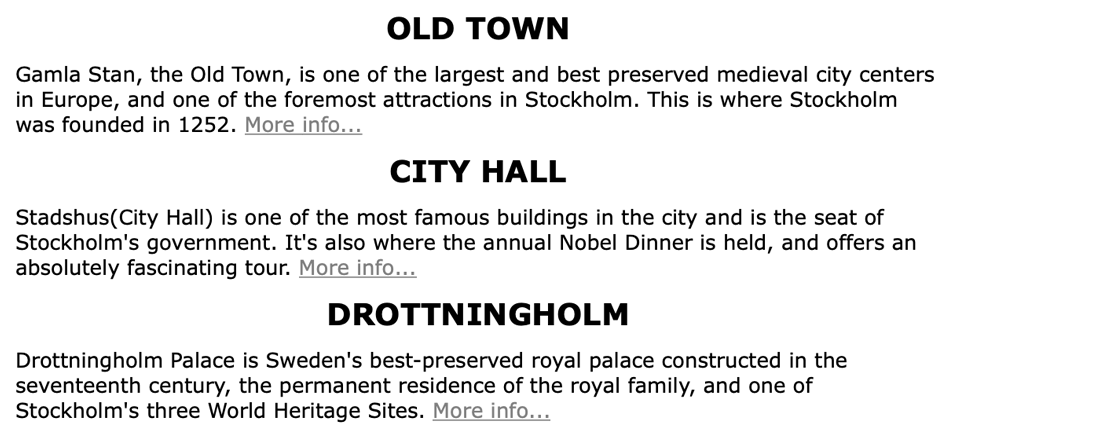 OLD TOWN
Gamla Stan, the Old Town, is one of the largest and best preserved medieval city centers
in Europe, and one of the foremost attractions in Stockholm. This is where Stockholm
was founded in 1252. More info...
CITY HALL
Stadshus(City Hall) is one of the most famous buildings in the city and is the seat of
Stockholm's government. It's also where the annual Nobel Dinner is held, and offers an
absolutely fascinating tour. More info...
DROTTNINGHOLM
Drottningholm Palace is Sweden's best-preserved royal palace constructed in the
seventeenth century, the permanent residence of the royal family, and one of
Stockholm's three World Heritage Sites. More info...